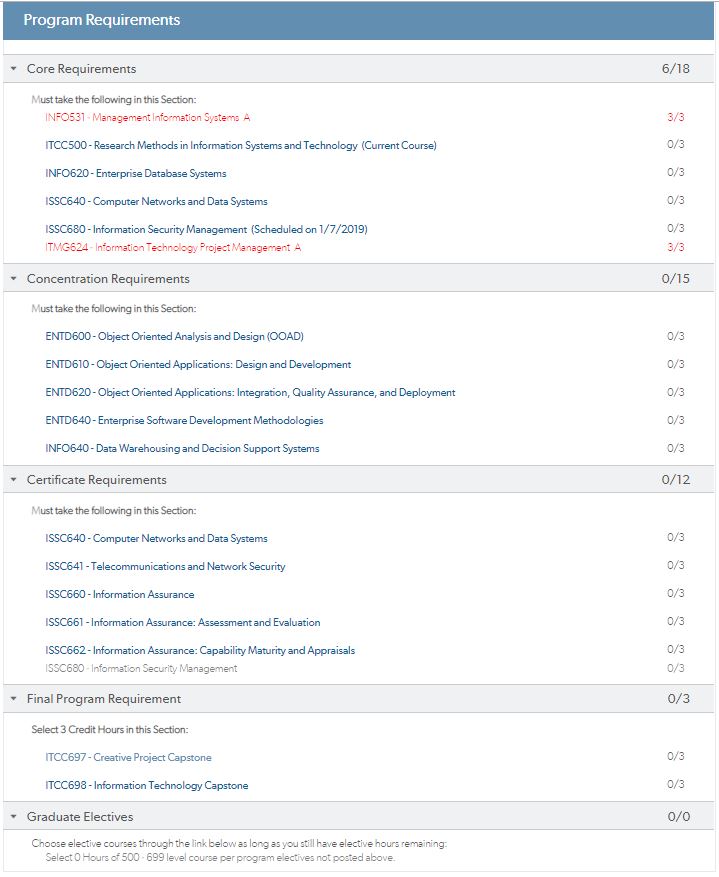 Program Requirements
Core Requirements 6/18
Must take the following in this Section:
INFO531 - Management Information Systems A 3/3
ITCC500 - Research Methods in Information Systems and Technology (Current Course) 0/3
INFO620 - Enterprise Database Systems 0/3
ISSC640 - Computer Networks and Data Systems 0/3
ISSC680 - Information Security Management (Scheduled on 1/7/2019) 0/3
ITMG624 - Information Technology Project Management A 3/3
Concentration Requirements 0/15
Must take the following in this Section:
ENTD600 - Object Oriented Analysis and Design (OOAD) 0/3
ENTD610 - Object Oriented Applications: Design and Development 0/3
ENTD620 - Object Oriented Applications: Integration, Quality Assurance, and Deployment 0/3
ENTD640 - Enterprise Software Development Methodologies 0/3
INFO640 - Data Warehousing and Decision Support Systems 0/3
Certificate Requirements 0/12
Must take the following in this Section:
ISSC640 - Computer Networks and Data Systems 0/3
ISSC641 - Telecommunications and Network Security 0/3
ISSC660 - Information Assurance 0/3
ISSC661 - Information Assurance: Assessment and Evaluation 0/3
ISSC662 - Information Assurance: Capability Maturity and Appraisals 0/3
ISSC680 - Information Security Management 0/3
Final Program Requirement 0/3
Select 3 Credit Hours in this Section:
ITCC697 - Creative Project Capstone 0/3
ITCC698 - Information Technology Capstone 0/3
Graduate Electives 0/0
Choose elective courses through the link below as long as you still have elective hours remaining:
Select 0 Hours of 500 - 699 level course per program electives not posted above.